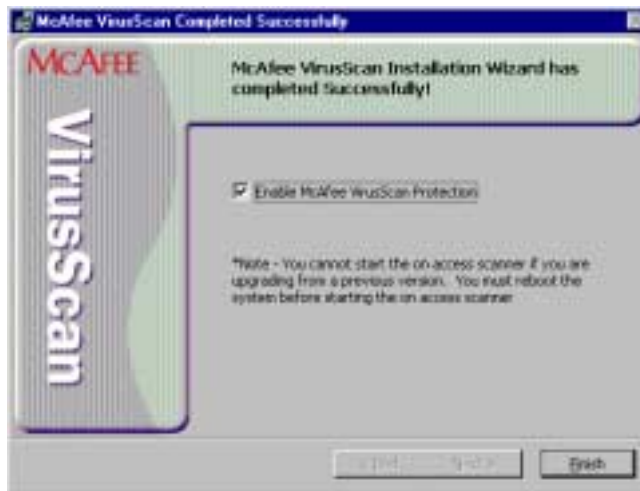 McAfee VirusScan Completed Successfully
McAFEE
VirusScan
McAfee VirusScan Installation Wizard has
completed Successfully!
Enable McAfee VirusScan Protection
*Note - You cannot start the on access scanner if you are
upgrading from a previous version. You must reboot the
system before starting the on access scanner
Next >
Finish